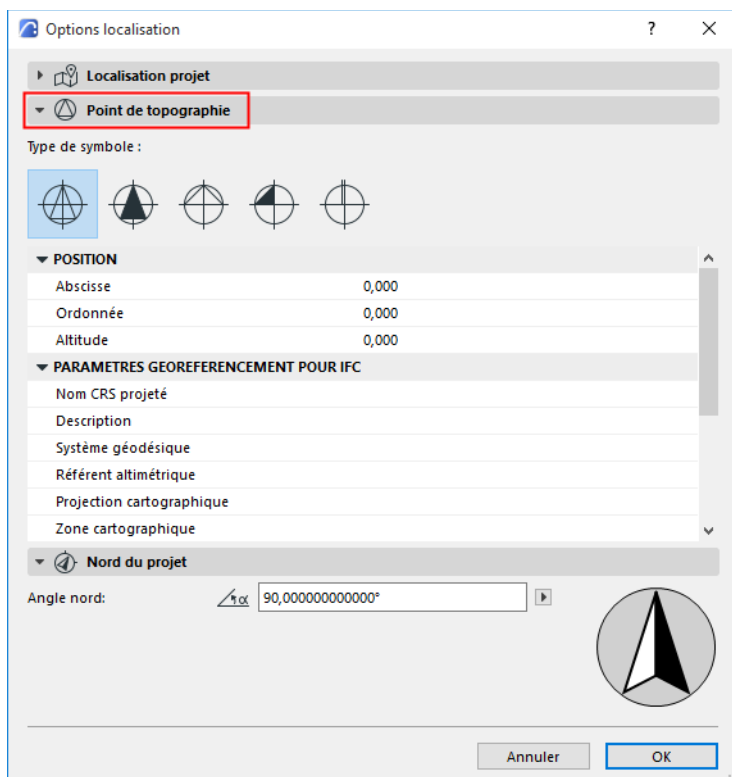 Options localisation ?
Localisation projet
Point de topographie
Type de symbole :
POSITION
Abscisse 0,000
Ordonnée 0,000
Altitude 0,000
PARAMETRES GEOREFERENCEMENT POUR IFC
Nom CRS projeté
Description
Système géodésique
Référent altimétrique
Projection cartographique
Zone cartographique
Nord du projet
Angle nord: α 90,000000000000°
Annuler OK